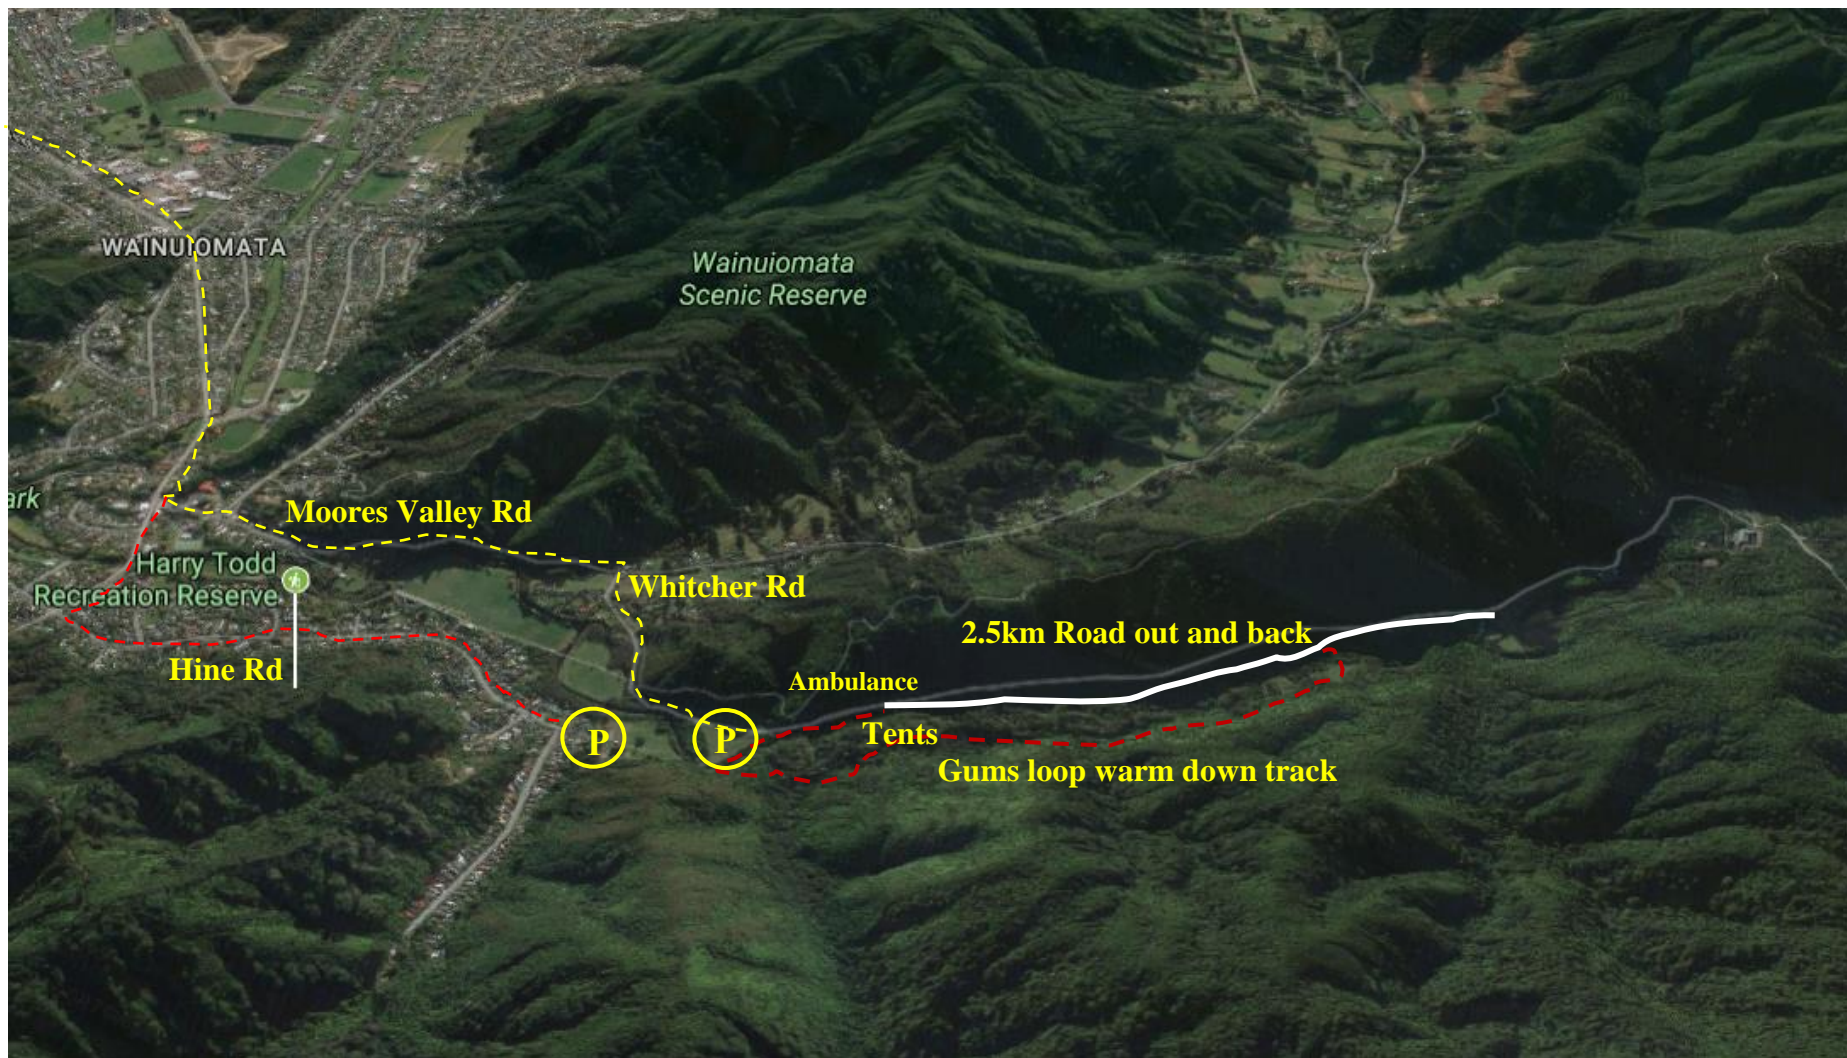 WAINUIOMATA
Wainuiomata
Scenic Reserve
ark
Moores Valley Rd
Harry Todd
Recreation Reserve
Whitcher Rd
2.5km Road out and back
Hine Rd
Ambulance
P
P
Tents
Gums loop warm down track